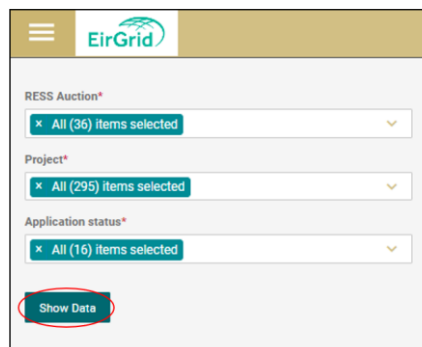 EirGrid
RESS Auction*
× All (36) items selected
Project*
× All (295) items selected
Application status*
× All (16) items selected
Show Data